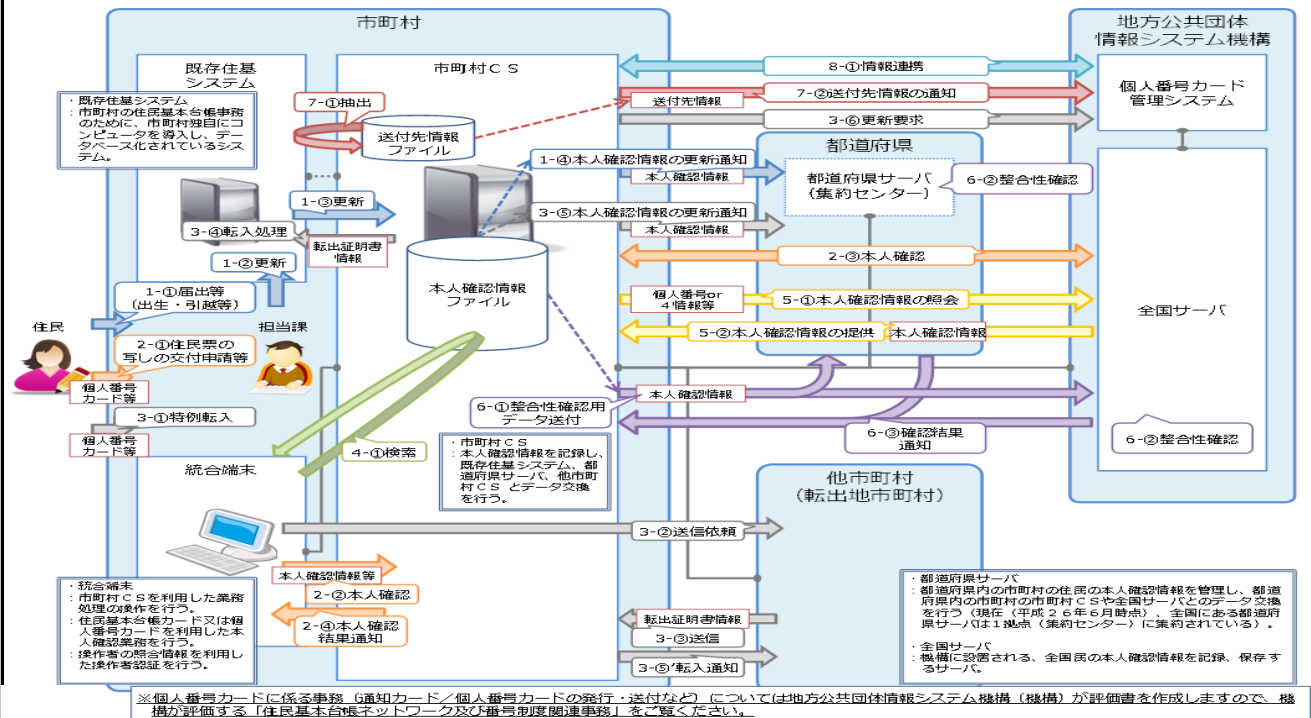 市町村
地方公共団体
情報システム機構
既存住基
システム
市町村ＣＳ
・既存住基システム
：市町村の住民基本台帳事務
のために、市町村独自にコ
ンピュータを導入し、デー
タベース化されているシス
テム。
7-①抽出
送付先情報
ファイル
送付先情報
8-①情報連携
7-②送付先情報の通知
3-⑥更新要求
個人番号カード
管理システム
都道府県
都道府県サーバ
（集約センター）
6-②整合性確認
1-④本人確認情報の更新通知
本人確認情報
3-⑤本人確認情報の更新通知
本人確認情報
1-③更新
3-④転入処理
転出証明書
情報
1-②更新
2-③本人確認
本人確認情報
ファイル
1-①届出等
（出生・引越等）
個人番号or
４情報等
5-①本人確認情報の照会
5-②本人確認情報の提供
本人確認情報
全国サーバ
住民
担当課
2-①住民票の
写しの交付申請等
個人番号
カード等
3-①特例転入
個人番号
カード等
本人確認情報
6-①整合性確認用
データ送付
6-③確認結果
通知
6-②整合性確認
4-①検索
・市町村ＣＳ
：本人確認情報を記録し、
既存住基システム、都
道府県サーバ、他市町
村ＣＳ とデータ交換
を行う。
統合端末
他市町村
（転出地市町村）
3-②送信依頼
本人確認情報等
2-②本人確認
2-④本人確認
結果通知
転出証明書情報
3-③送信
3-⑤’転入通知
・統合端末
：市町村ＣＳを利用した業務
処理の操作を行う。
：住民基本台帳カード又は個
人番号カードを利用した本
人確認業務を行う。
：操作者の照合情報を利用し
た操作者認証を行う。
・都道府県サーバ
：都道府県内の市町村の住民の本人確認情報を管理し、都道
府県内の市町村の市町村ＣＳや全国サーバとのデータ交換
を行う（現在（平成２６年６月時点）、全国にある都道府
県サーバは１拠点（集約センター）に集約されている）。
・全国サーバ
：機構に設置される、全国民の本人確認情報を記録、保存す
るサーバ。
※個人番号カードに係る事務（通知カード／個人番号カードの発行・送付など）については地方公共団体情報システム機構（機構）が評価書を作成しますので、機
構が評価する「住民基本台帳ネットワーク及び番号制度関連事務」をご覧ください。